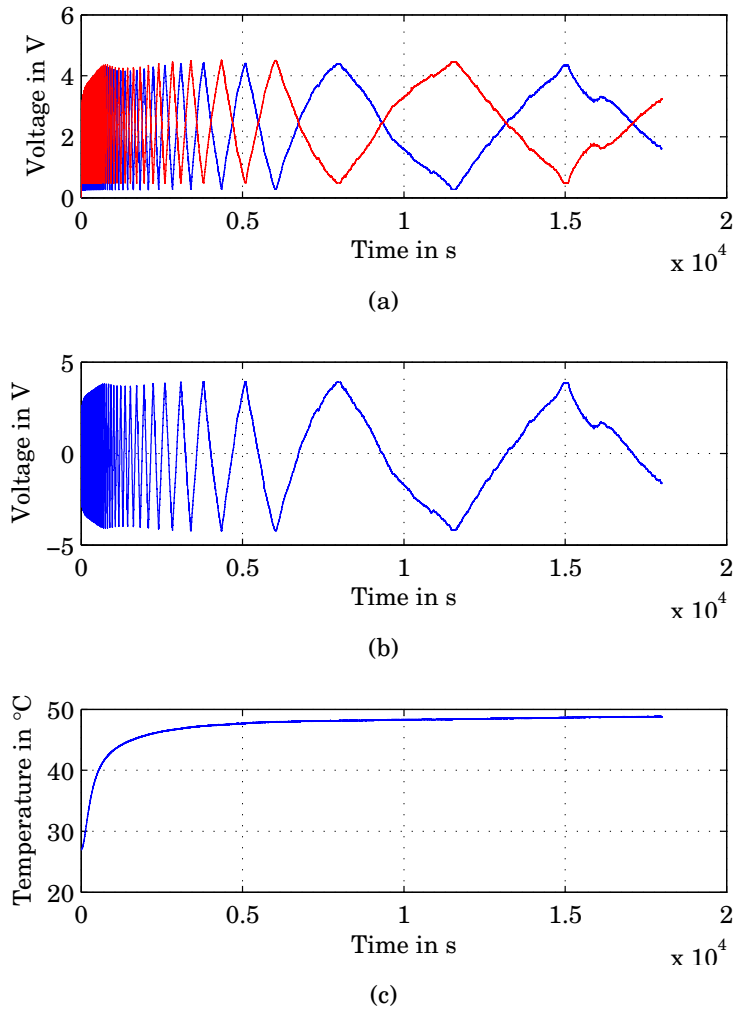 6
4
2
0
Voltage in V
0 0.5 1 1.5 2
Time in s
x 10^4
(a)
5
0
−5
Voltage in V
0 0.5 1 1.5 2
Time in s
x 10^4
(b)
50
40
30
20
Temperature in °C
0 0.5 1 1.5 2
Time in s
x 10^4
(c)